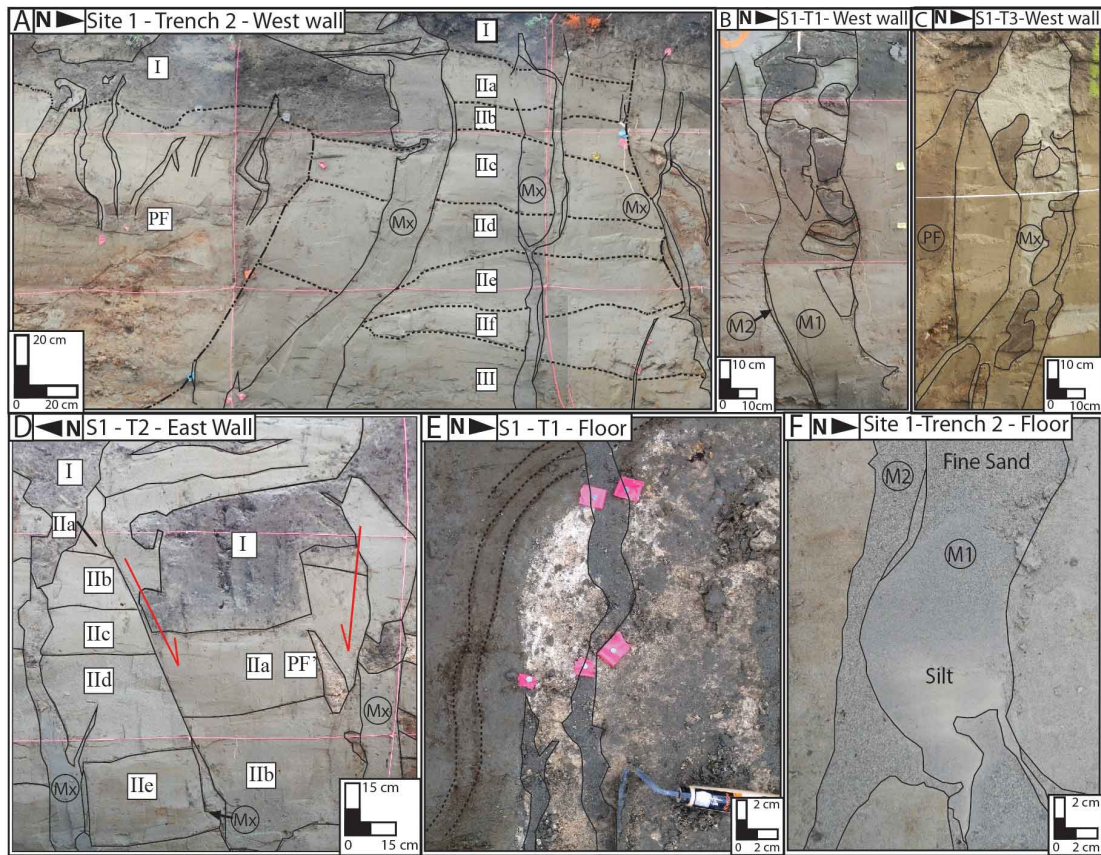 A N Site 1 - Trench 2 - West wall
I
I
IIa
IIb
IIc
Mx
Mx
Mx
PF
IId
IIe
IIf
III
20 cm
0 20 cm
B N S1-T1- West wall
M2
M1
10 cm
0 10cm
C N S1-T3-West wall
PF
Mx
10 cm
0 10cm
D N S1 - T2 - East Wall
I
I
IIa
IIb
IIc
IIa
PF
IId
Mx
IIe
IIb
Mx
Mx
15 cm
0 15 cm
E N S1 - T1 - Floor
2 cm
0 2 cm
F N Site 1-Trench 2 - Floor
Fine Sand
M2
M1
Silt
2 cm
0 2 cm